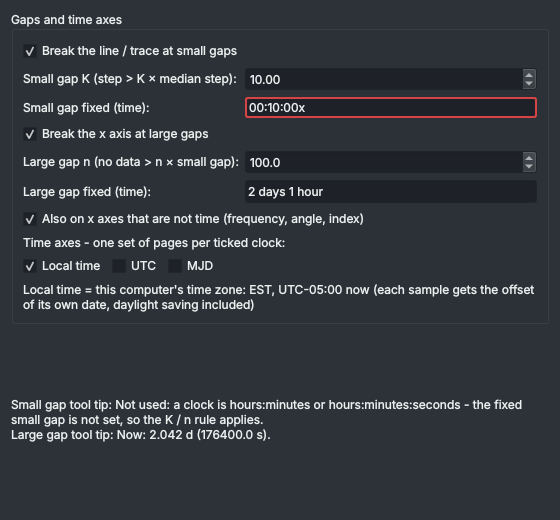 Gaps and time axes
Break the line / trace at small gaps
Small gap K (step > K × median step): 10.00
Small gap fixed (time): 00:10:00x
Break the x axis at large gaps
Large gap n (no data > n × small gap): 100.0
Large gap fixed (time): 2 days 1 hour
Also on x axes that are not time (frequency, angle, index)
Time axes - one set of pages per ticked clock:
Local time UTC MJD
Local time = this computer's time zone: EST, UTC-05:00 now (each sample gets the offset
of its own date, daylight saving included)
Small gap tool tip: Not used: a clock is hours:minutes or hours:minutes:seconds - the fixed
small gap is not set, so the K / n rule applies.
Large gap tool tip: Now: 2.042 d (176400.0 s).